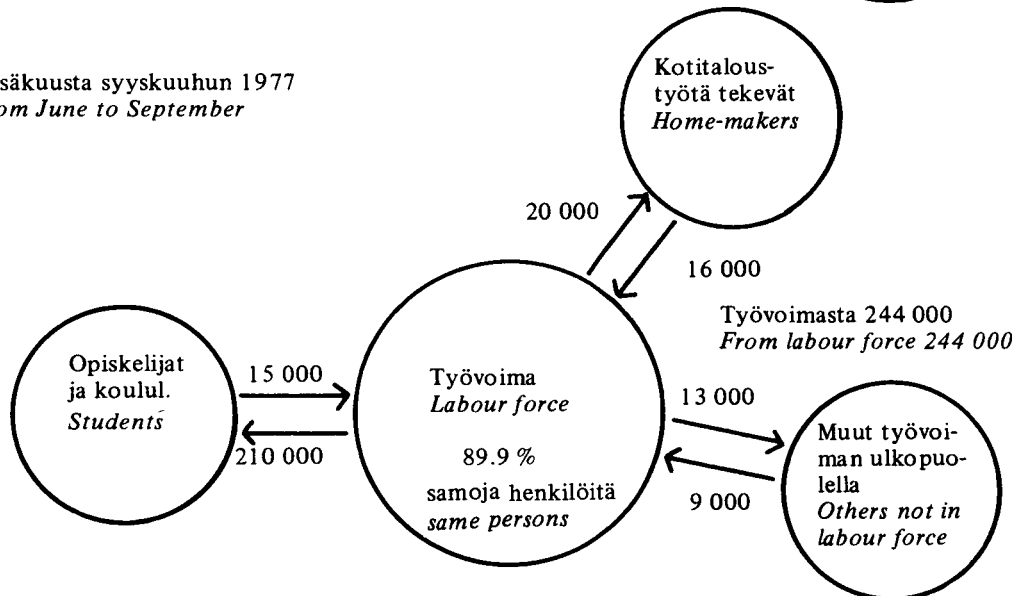 säkuusta syyskuuhun 1977
om June to September
Kotitalous-
työtä tekevät
Home-makers
20 000
16 000
Työvoimasta 244 000
From labour force 244 000
Opiskelijat
ja koulul.
Students
15 000
210 000
Työvoima
Labour force
89.9 %
samoja henkilöitä
same persons
13 000
9 000
Muut työvoi-
man ulkopuo-
lella
Others not in
labour force